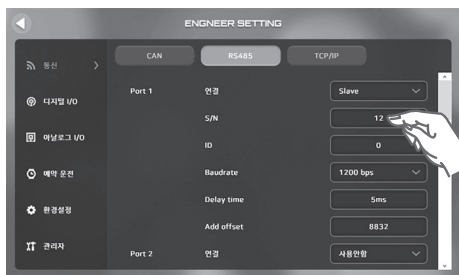 ENGNEER SETTING
CAN RS485 TCP/IP
통신
디지털 I/O
아날로그 I/O
예약 운전
환경설정
관리자
Port 1 연결 Slave
S/N 12
ID 0
Baudrate 1200 bps
Delay time 5ms
Add offset 8832
Port 2 연결 사용안함